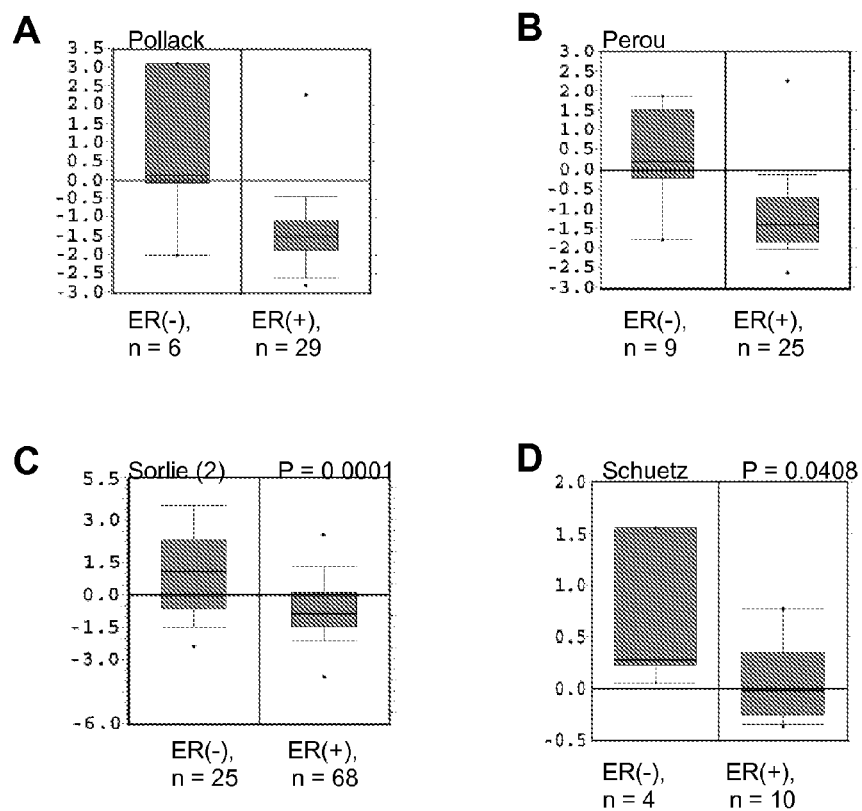 A
Pollack
3.5
3.0
2.5
2.0
1.5
1.0
0.5
0.0
-0.5
-1.0
-1.5
-2.0
-2.5
-3.0
ER(-), ER(+),
n = 6 n = 29
B
Perou
3.0
2.5
2.0
1.5
1.0
0.5
0.0
-0.5
-1.0
-1.5
-2.0
-2.5
-3.0
ER(-), ER(+),
n = 9 n = 25
C
Sorlie (2) P = 0.0001
5.5
3.0
1.5
0.0
-1.5
-3.0
-6.0
ER(-), ER(+),
n = 25 n = 68
D
Schuetz P = 0.0408
2.0
1.5
1.0
0.5
0.0
-0.5
ER(-), ER(+),
n = 4 n = 10